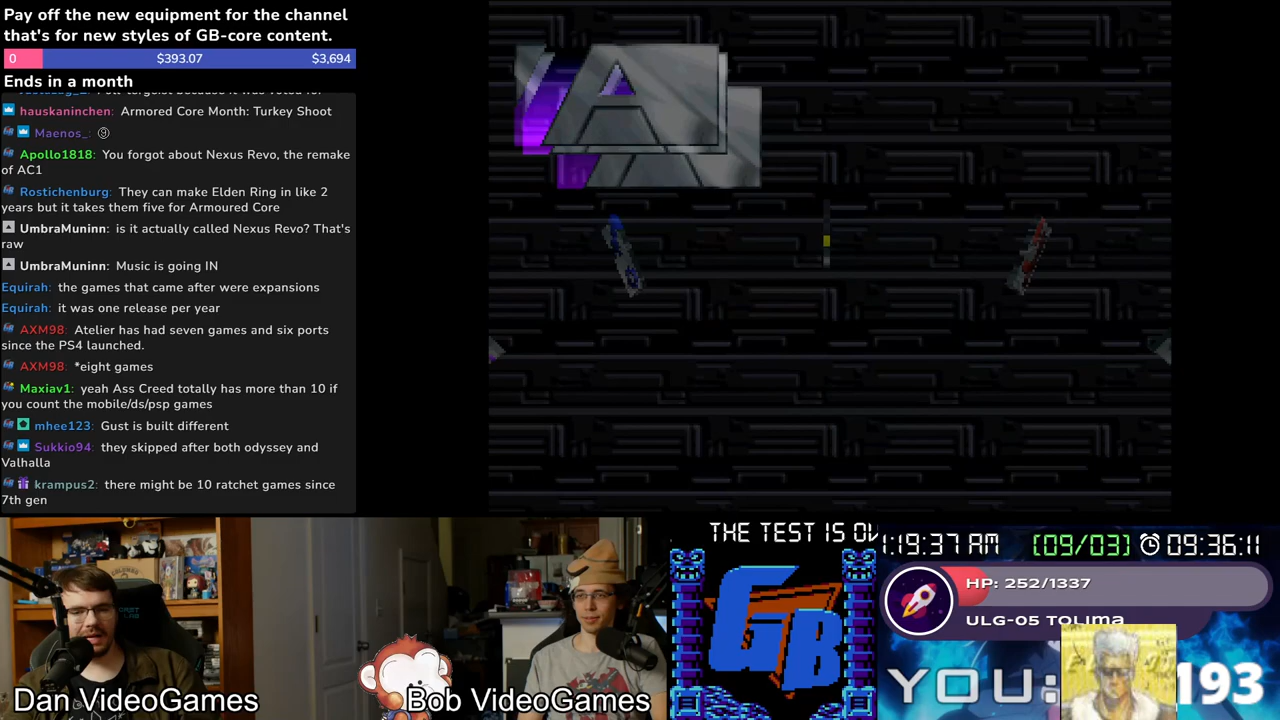 Pay off the new equipment for the channel
that's for new styles of GB-core content.
0 $393.07 $3,694
Ends in a month
hauskaninchen: Armored Core Month: Turkey Shoot
Maenos_: ⑨
Apollo1818: You forgot about Nexus Revo, the remake
of AC1
Rostichenburg: They can make Elden Ring in like 2
years but it takes them five for Armoured Core
UmbraMuninn: is it actually called Nexus Revo? That's
raw
UmbraMuninn: Music is going IN
Equirah: the games that came after were expansions
Equirah: it was one release per year
AXM98: Atelier has had seven games and six ports
since the PS4 launched.
AXM98: *eight games
Maxiav1: yeah Ass Creed totally has more than 10 if
you count the mobile/ds/psp games
mhee123: Gust is built different
Sukkio94: they skipped after both odyssey and
Valhalla
krampus2: there might be 10 ratchet games since
7th gen
THE TEST IS
:19:37 AM [09/03] 09:36:11
HP: 252/1337
ULG-05 TOLIMA
GB
YOU: 193
Dan VideoGames
Bob VideoGames